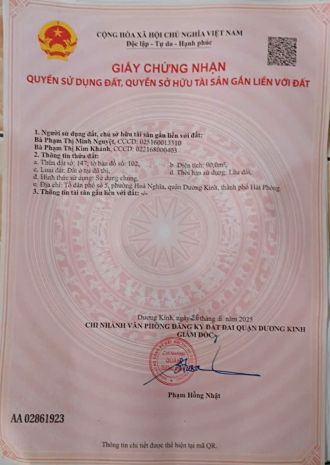 CỘNG HÒA XÃ HỘI CHỦ NGHĨA VIỆT NAM
Độc lập - Tự do - Hạnh phúc
GIẤY CHỨNG NHẬN
QUYỀN SỬ DỤNG ĐẤT, QUYỀN SỞ HỮU TÀI SẢN GẮN LIỀN VỚI ĐẤT
1. Người sử dụng đất, chủ sở hữu tài sản gắn liền với đất:
Bà Phạm Thị Minh Nguyệt, CCCD: 025160013310
Bà Phạm Thị Kim Khánh, CCCD: 022168000403
2. Thông tin thửa đất:
a. Thửa đất số: 147; tờ bản đồ số: 102,
b. Diện tích: 90,0m²,
c. Loại đất: Đất ở tại đô thị,
d. Thời hạn sử dụng: Lâu dài,
đ. Hình thức sử dụng: Sử dụng chung,
e. Địa chỉ: Tổ dân phố số 5, phường Hoà Nghĩa, quận Dương Kinh, thành phố Hải Phòng.
3. Thông tin tài sản gắn liền với đất: -/-
Dương Kinh, ngày 26 tháng năm 2025
CHI NHÁNH VĂN PHÒNG ĐĂNG KÝ ĐẤT ĐAI QUẬN DƯƠNG KINH
GIÁM ĐỐC
Phạm Hồng Nhật
AA 02861923
Thông tin chi tiết được thể hiện tại mã QR.